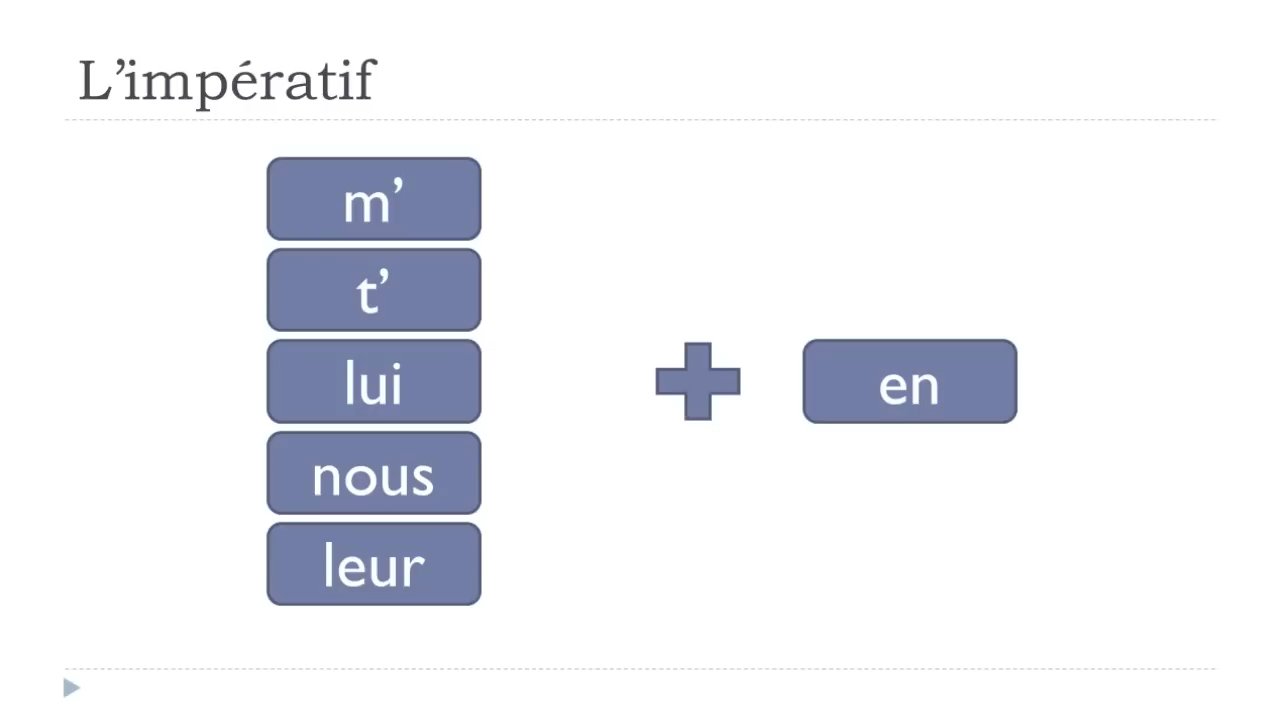 L’impératif
m’
t’
lui
en
nous
leur